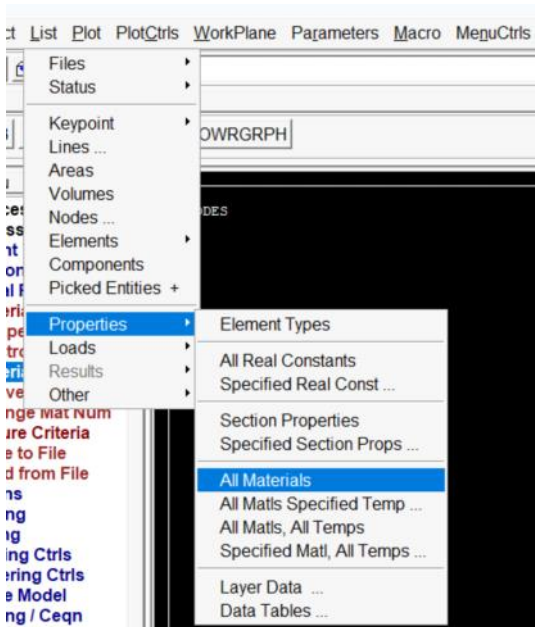 List Plot PlotCtrls WorkPlane Parameters Macro MenuCtrls
Files
Status
Keypoint
Lines ...
Areas
Volumes
Nodes ...
Elements
Components
Picked Entities +
Properties
Loads
Results
Other
OWRGRPH
ODES
Element Types
All Real Constants
Specified Real Const ...
Section Properties
Specified Section Props ...
All Materials
All Matls Specified Temp ...
All Matls, All Temps
Specified Matl, All Temps ...
Layer Data ...
Data Tables ...
nge Mat Num
ure Criteria
e to File
d from File
ns
ng
ng
ing Ctrls
ering Ctrls
e Model
ng / Ceqn